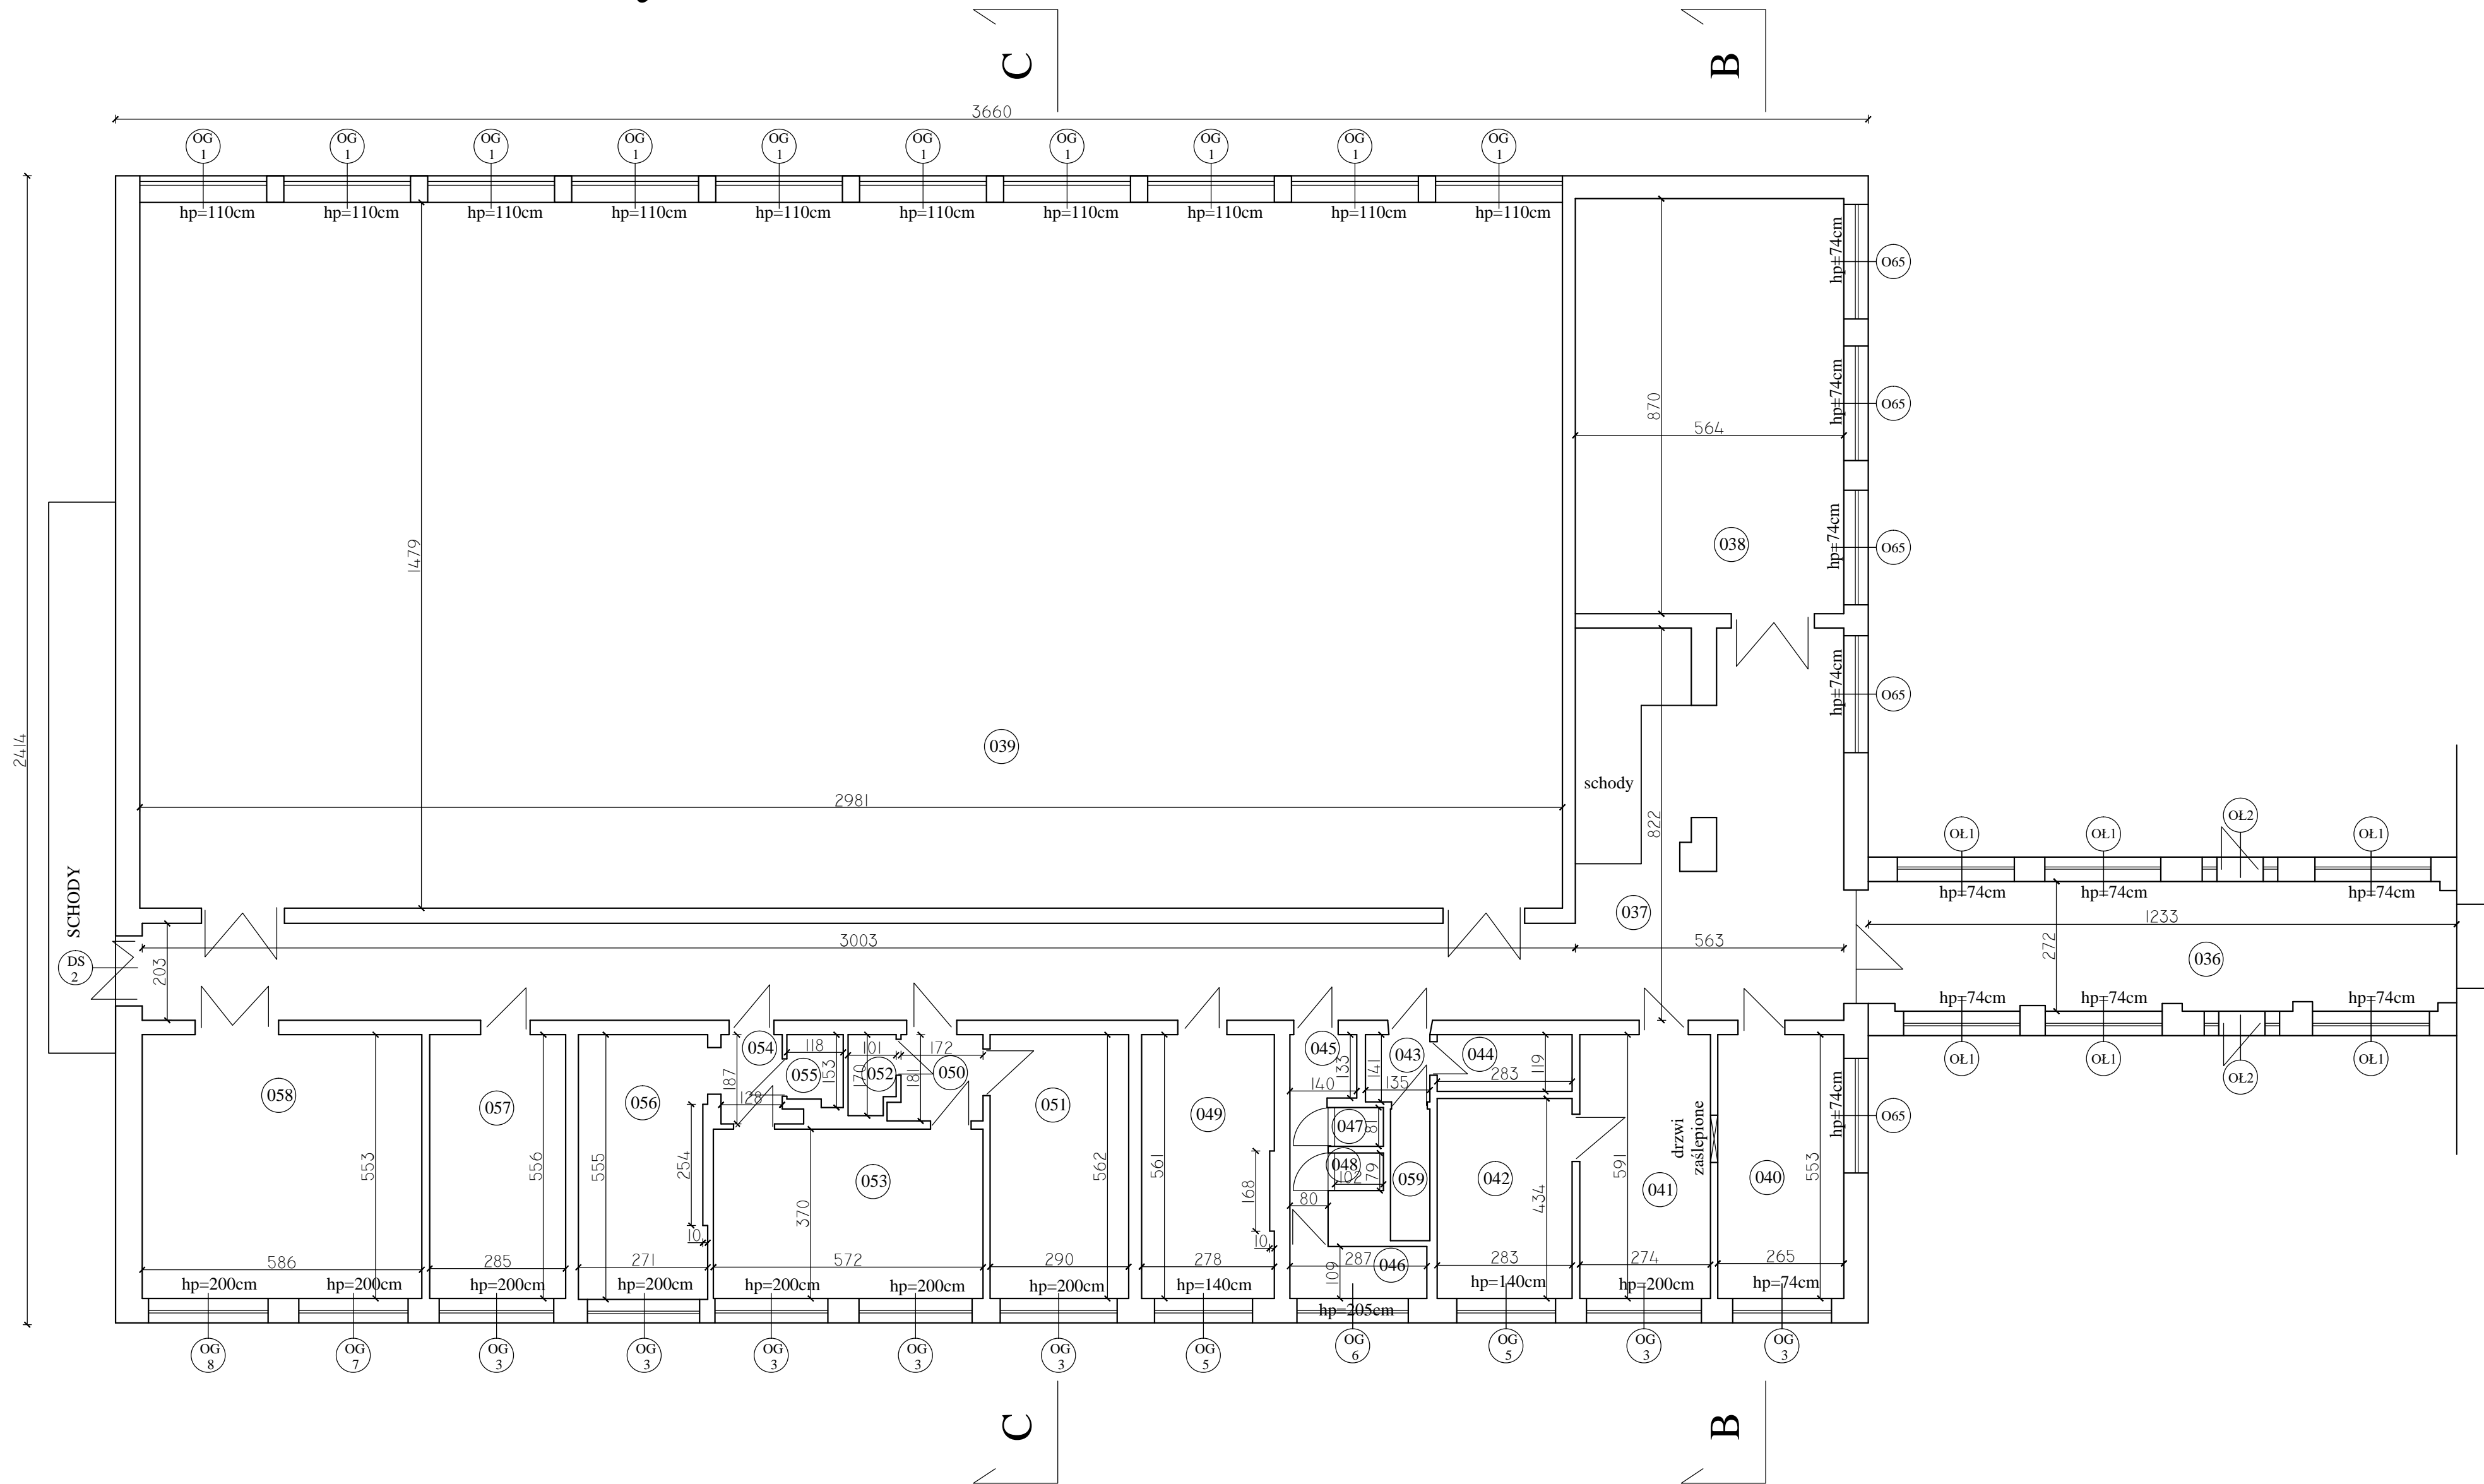 C
B
3660
OG
1
OG
1
OG
1
OG
1
OG
1
OG
1
OG
1
OG
1
OG
1
OG
1
hp=110cm
hp=110cm
hp=110cm
hp=110cm
hp=110cm
hp=110cm
hp=110cm
hp=110cm
hp=110cm
hp=110cm
hp=74cm
O65
hp=74cm
O65
870
564
hp=74cm
O65
038
1479
hp=74cm
O65
2414
039
schody
2981
822
SCHODY
OŁ1
OŁ1
OŁ2
OŁ1
hp=74cm
hp=74cm
hp=74cm
037
1233
3003
563
272
036
DS
2
203
hp=74cm
hp=74cm
hp=74cm
OŁ1
OŁ1
OŁ2
OŁ1
054
118
153
055
187
128
101
170
052
172
181
050
045
133
140
043
141
135
044
283
119
058
057
056
051
049
047
81
048
102
79
059
80
drzwi
zaślepione
hp=74cm
O65
553
556
555
254
10
053
370
562
561
168
10
042
434
591
041
040
553
586
285
271
572
290
278
287
046
109
283
274
265
hp=200cm
hp=200cm
hp=200cm
hp=200cm
hp=200cm
hp=200cm
hp=200cm
hp=140cm
hp=205cm
hp=140cm
hp=200cm
hp=74cm
OG
8
OG
7
OG
3
OG
3
OG
3
OG
3
OG
3
OG
5
OG
6
OG
5
OG
3
OG
3
C
B